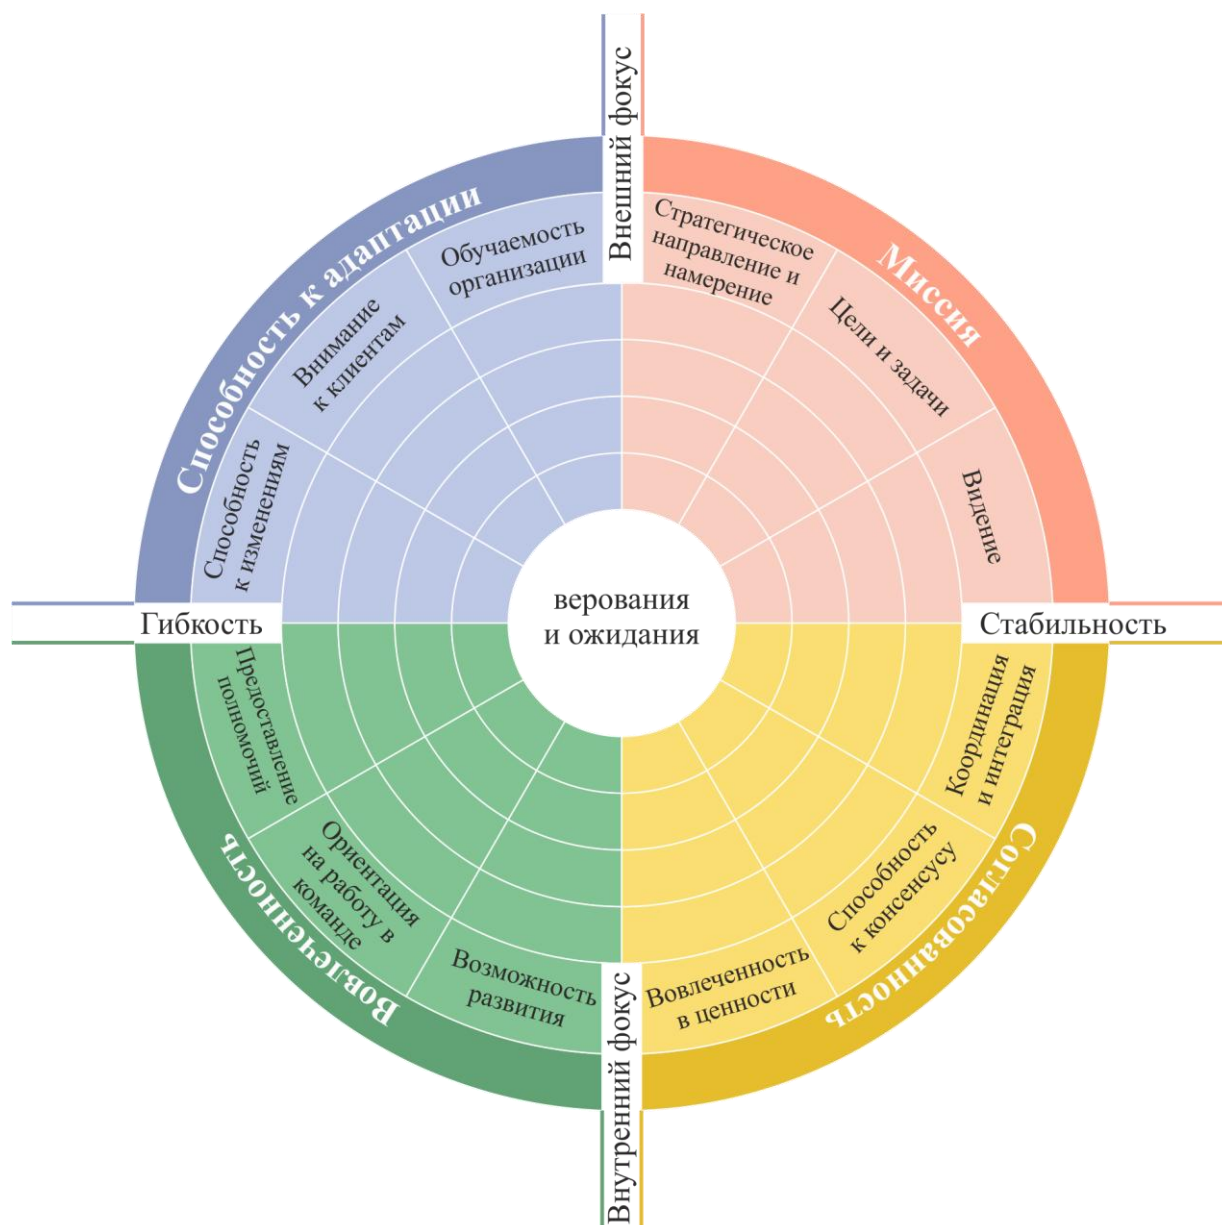 Внешний фокус
Способность к адаптации
Миссия
Обучаемость
организации
Стратегическое
направление и
намерение
Внимание
к клиентам
Цели и задачи
Способность
к изменениям
Видение
верования
и ожидания
Гибкость
Стабильность
Предоставление
полномочий
Координация
и интеграция
Ориентация
на работу в
команде
Способность
к консенсусу
Возможность
развития
Вовлеченность
в ценности
Вовлеченность
Согласованность
Внутренний фокус